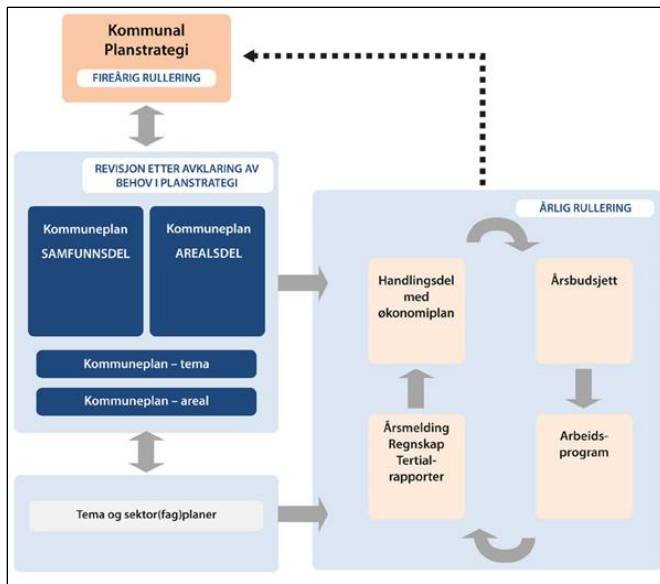 Kommunal
Planstrategi
FIREÅRIG RULLERING
REVISJON ETTER AVKLARING AV
BEHOV I PLANSTRATEGI
Kommuneplan
SAMFUNNSDEL
Kommuneplan
AREALSDEL
Kommuneplan – tema
Kommuneplan – areal
Tema og sektor(fag)planer
ÅRLIG RULLERING
Handlingsdel
med
økonomiplan
Årsbudsjett
Årsmelding
Regnskap
Tertial-
rapporter
Arbeids-
program